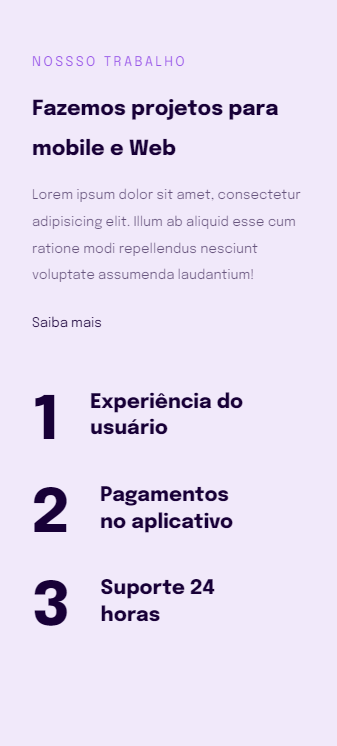 NOSSSO TRABALHO
Fazemos projetos para
mobile e Web
Lorem ipsum dolor sit amet, consectetur
adipisicing elit. Illum ab aliquid esse cum
ratione modi repellendus nesciunt
voluptate assumenda laudantium!
Saiba mais
1 Experiência do
usuário
2 Pagamentos
no aplicativo
3 Suporte 24
horas